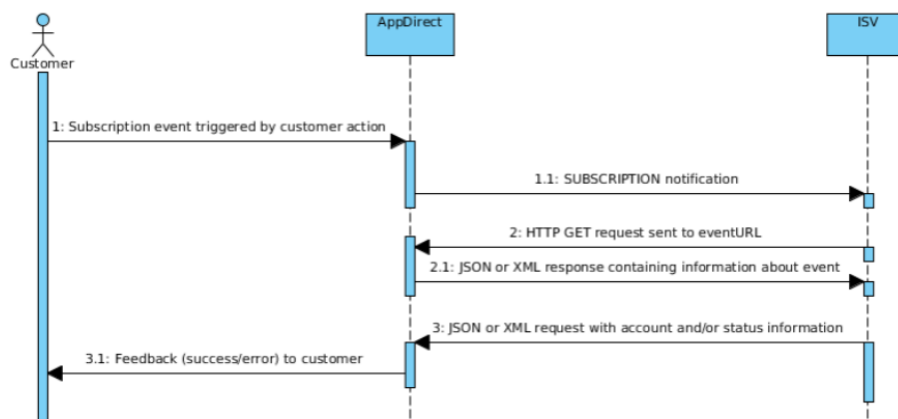 AppDirect
ISV
Customer
1: Subscription event triggered by customer action
1.1: SUBSCRIPTION notification
2: HTTP GET request sent to eventURL
2.1: JSON or XML response containing information about event
3: JSON or XML request with account and/or status information
3.1: Feedback (success/error) to customer